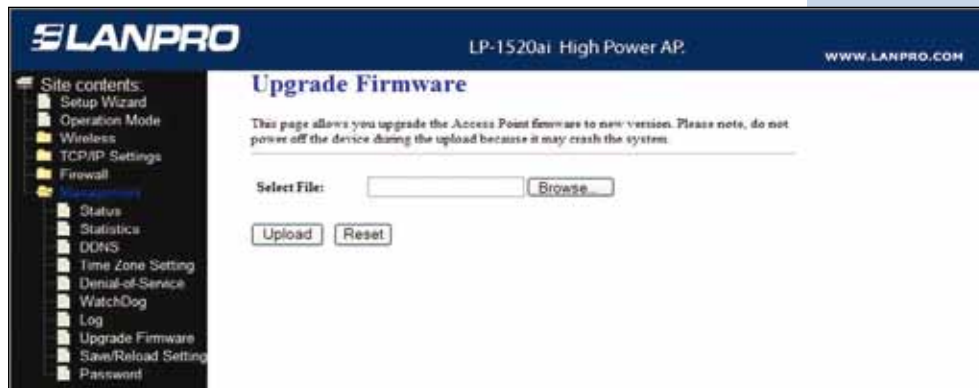 LANPRO
LP-1520ai High Power AP.
WWW.LANPRO.COM
Site contents:
Setup Wizard
Operation Mode
Wireless
TCP/IP Settings
Firewall
Management
Status
Statistics
DDNS
Time Zone Setting
Denial-of-Service
WatchDog
Log
Upgrade Firmware
Save/Reload Setting
Password
Upgrade Firmware
This page allows you upgrade the Access Point firmware to new version. Please note, do not
power off the device during the upload because it may crash the system.
Select File:
Browse...
Upload
Reset